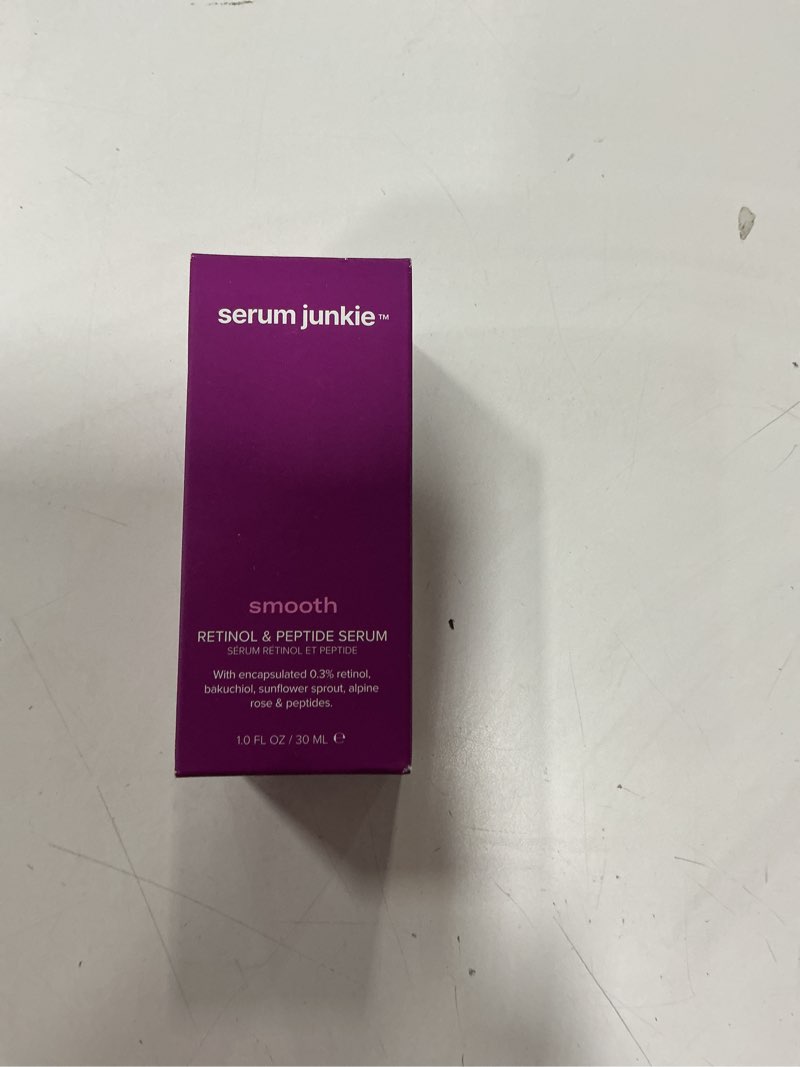 serum junkie™
smooth
RETINOL & PEPTIDE SERUM
SÉRUM RÉTINOL ET PEPTIDE
With encapsulated 0.3% retinol,
bakuchiol, sunflower sprout, alpine
rose & peptides.
1.0 FL OZ / 30 ML ℮